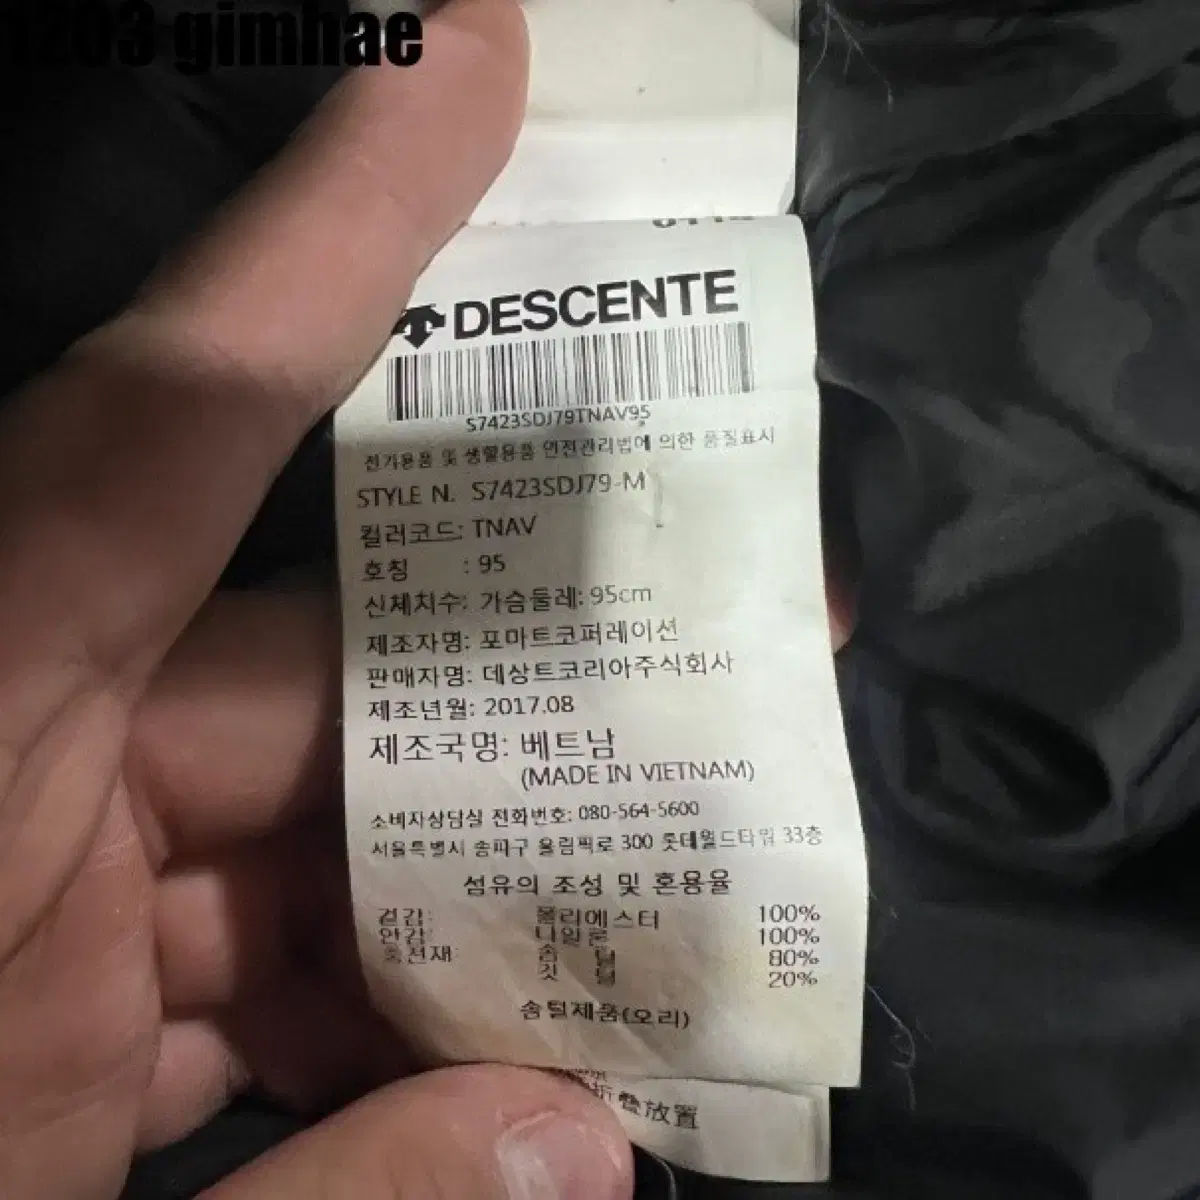 1203 gimhae
DESCENTE
S7423SDJ79TNAV95
전기용품 및 생활용품 안전관리법에 의한 품질표시
STYLE N. S7423SDJ79-M
컬러코드: TNAV
호칭 : 95
신체치수: 가슴둘레: 95cm
제조자명: 포마트코퍼레이션
판매자명: 데상트코리아주식회사
제조년월: 2017.08
제조국명: 베트남
(MADE IN VIETNAM)
소비자상담실 전화번호: 080-564-5600
서울특별시 송파구 올림픽로 300 롯데월드타워 33층
섬유의 조성 및 혼용율
겉감: 폴리에스터 100%
안감: 나일론 100%
충전재: 솜털 80%
깃털 20%
솜털제품(오리)
折叠放置